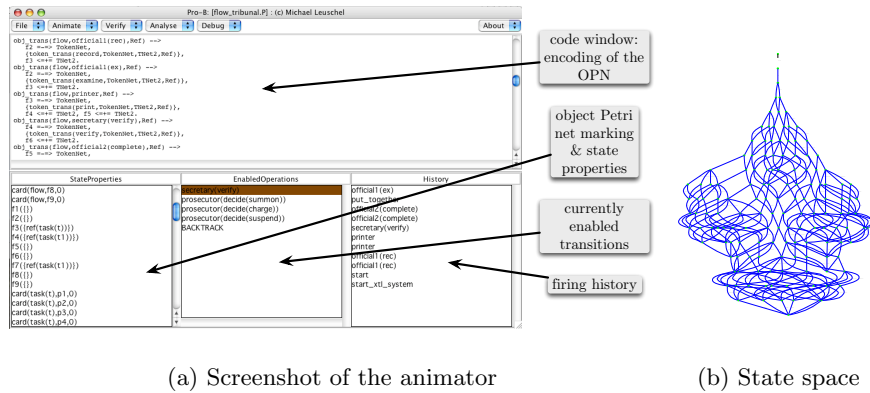 Pro-B: [flow_tribunal.P] : (c) Michael Leuschel
File Animate Verify Analyse Debug About
obj_trans(flow,official1(rec),Ref) -->
f2 =-=> TokenNet,
{token_trans(record,TokenNet,TNet2,Ref)},
f3 <=+= TNet2.
obj_trans(flow,official1(ex),Ref) -->
f2 =-=> TokenNet,
{token_trans(examine,TokenNet,TNet2,Ref)},
f3 <=+= TNet2.
obj_trans(flow,printer,Ref) -->
f3 =-=> TokenNet,
{token_trans(print,TokenNet,TNet2,Ref)},
f4 <=+= TNet2, f5 <=+= TNet2.
obj_trans(flow,secretary(verify),Ref) -->
f4 =-=> TokenNet,
{token_trans(verify,TokenNet,TNet2,Ref)},
f6 <=+= TNet2.
obj_trans(flow,official2(complete),Ref) -->
f5 =-=> TokenNet,
StateProperties
card(flow,f8,0)
card(flow,f9,0)
f1({})
f2({})
f3({ref(task(t))})
f4({ref(task(t1))})
f5({})
f6({})
f7({ref(task(t1))})
f8({})
f9({})
card(task(t),p1,0)
card(task(t),p2,0)
card(task(t),p3,0)
card(task(t),p4,0)
EnabledOperations
secretary(verify)
prosecutor(decide(summon))
prosecutor(decide(charge))
prosecutor(decide(suspend))
BACKTRACK
History
official1(ex)
put_together
official2(complete)
official2(complete)
secretary(verify)
printer
printer
official1(rec)
official1(rec)
start
start_xtl_system
code window:
encoding of the
OPN
object Petri
net marking
& state
properties
currently
enabled
transitions
firing history
(a) Screenshot of the animator
(b) State space